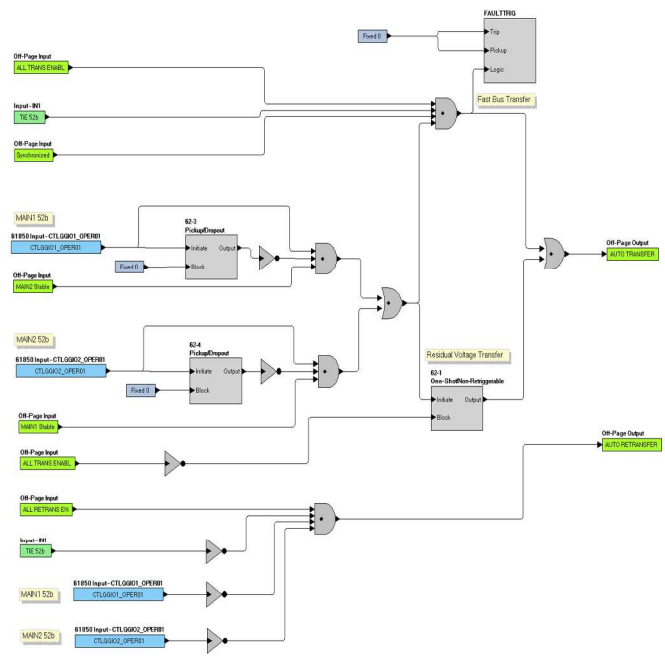 FAULTTRIG
Fixed 0
Trip
Pickup
Logic
Off-Page Input
ALL TRANS ENABL
Fast Bus Transfer
Input - IN1
TIE 52b
Off-Page Input
Synchronized
MAIN1 52b
61850 Input - CTLGGIO1_OPER01
CTLGGIO1_OPER01
62-3
Pickup/Dropout
Initiate
Output
Block
Fixed 0
Off-Page Input
MAIN2 Stable
Off-Page Output
AUTO TRANSFER
MAIN2 52b
61850 Input - CTLGGIO2_OPER01
CTLGGIO2_OPER01
62-4
Pickup/Dropout
Initiate
Output
Block
Fixed 0
Residual Voltage Transfer
62-1
One-ShotNon-Retriggerable
Initiate
Output
Block
Off-Page Input
MAIN1 Stable
Off-Page Input
ALL TRANS ENABL
Off-Page Output
AUTO RETRANSFER
Off-Page Input
ALL RETRANS EN
Input - IN1
TIE 52b
MAIN1 52b
61850 Input - CTLGGIO1_OPER01
CTLGGIO1_OPER01
MAIN2 52b
61850 Input - CTLGGIO2_OPER01
CTLGGIO2_OPER01